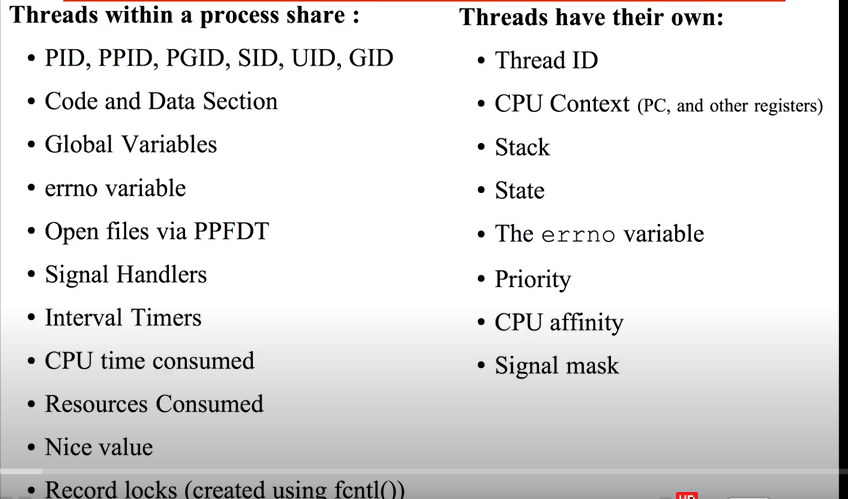 Threads within a process share :
• PID, PPID, PGID, SID, UID, GID
• Code and Data Section
• Global Variables
• errno variable
• Open files via PPFDT
• Signal Handlers
• Interval Timers
• CPU time consumed
• Resources Consumed
• Nice value
• Record locks (created using fcntl())
Threads have their own:
• Thread ID
• CPU Context (PC, and other registers)
• Stack
• State
• The errno variable
• Priority
• CPU affinity
• Signal mask